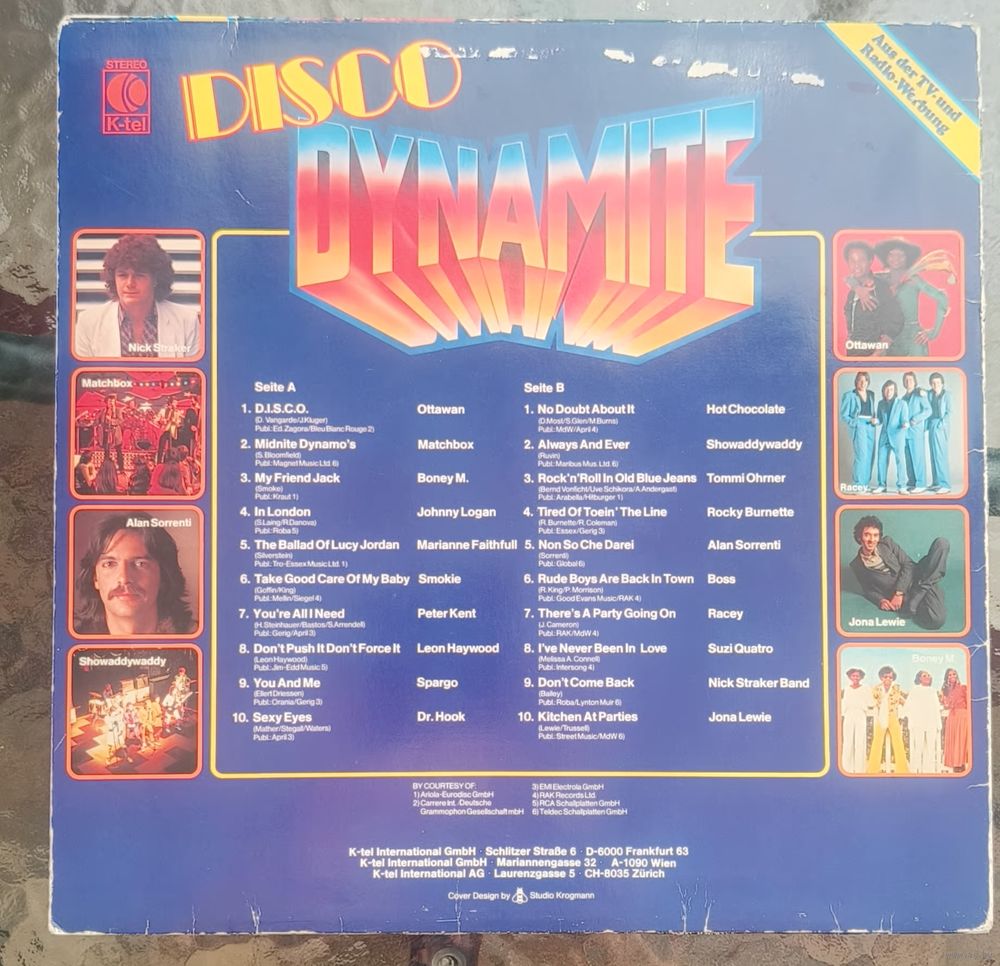 STEREO
K-tel
DISCO
DYNAMITE
Aus der TV- und
Radio-Werbung
Nick Straker
Matchbox
Alan Sorrenti
Showaddywaddy
Ottawan
Racey
Jona Lewie
Boney M
Seite A
1. D.I.S.C.O. Ottawan
(D. Vangarde/J.Kluger)
Publ.: Ed. Zagora/Bleu Blanc Rouge 2)
2. Midnite Dynamo's Matchbox
(S. Bloomfield)
Publ.: Magnet Music Ltd. 6)
3. My Friend Jack Boney M.
(Smoke)
Publ.: Kraut 1)
4. In London Johnny Logan
(S.Laing/R.Danova)
Publ.: Roba 5)
5. The Ballad Of Lucy Jordan Marianne Faithfull
(Silverstein)
Publ.: Tro-Essex Music Ltd. 1)
6. Take Good Care Of My Baby Smokie
(Goffin/King)
Publ.: Mellin/Siegel 4)
7. You're All I Need Peter Kent
(H.Steinhauer/Bastos/S.Arrendell)
Publ.: Gerig/April 3)
8. Don't Push It Don't Force It Leon Haywood
(Leon Haywood)
Publ.: Jim-Edd Music 5)
9. You And Me Spargo
(Ellert Driessen)
Publ.: Orania/Gerig 3)
10. Sexy Eyes Dr. Hook
(Mather/Stegall/Waters)
Publ.: April 3)
Seite B
1. No Doubt About It Hot Chocolate
(D.Most/S.Glen/M.Burns)
Publ.: MdW/April 4)
2. Always And Ever Showaddywaddy
(Ruvin)
Publ.: Maribus Mus. Ltd. 6)
3. Rock'n'Roll In Old Blue Jeans Tommi Ohrner
(Bernd Vonficht/Uwe Schikora/A.Andergast)
Publ.: Arabella/Hitburger 1)
4. Tired Of Toein' The Line Rocky Burnette
(R. Burnette/R. Coleman)
Publ.: Essex/Gerig 3)
5. Non So Che Darei Alan Sorrenti
(Sorrenti)
Publ.: Global 6)
6. Rude Boys Are Back In Town Boss
(R. King/P. Morrison)
Publ.: Good Evans Music/RAK 4)
7. There's A Party Going On Racey
(J. Cameron)
Publ.: RAK/MdW 4)
8. I've Never Been In Love Suzi Quatro
(Melissa A. Connell)
Publ.: Intersong 4)
9. Don't Come Back Nick Straker Band
(Bailey)
Publ.: Roba/Lynton Muir 6)
10. Kitchen At Parties Jona Lewie
(Lewie/Trussell)
Publ.: Street Music/MdW 6)
BY COURTESY OF:
1) Ariola-Eurodisc GmbH
2) Carrere Int. · Deutsche
Grammophon Gesellschaft mbH
3) EMI Electrola GmbH
4) RAK Records Ltd.
5) RCA Schallplatten GmbH
6) Teldec Schallplatten GmbH
K-tel International GmbH · Schlitzer Straße 6 · D-6000 Frankfurt 63
K-tel International GmbH · Mariannengasse 32 · A-1090 Wien
K-tel International AG · Laurenzgasse 5 · CH-8035 Zürich
Cover Design by Studio Krogmann